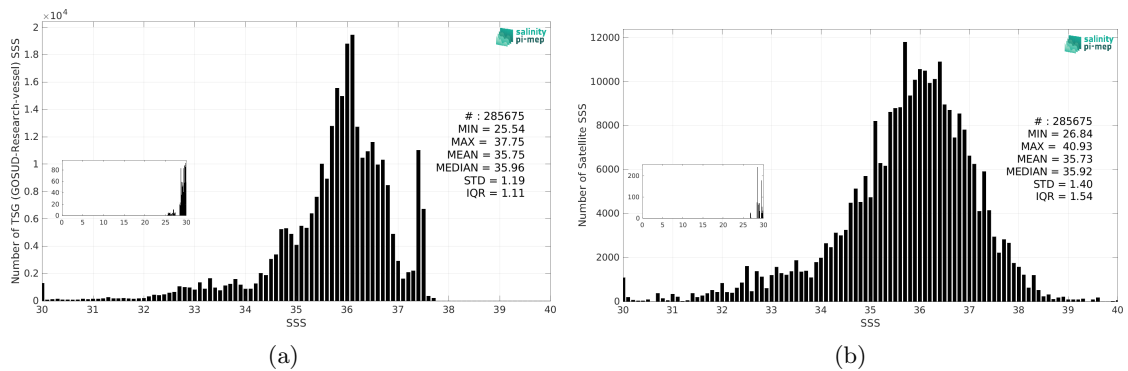 ×10⁴
2
1.8
1.6
1.4
1.2
1
0.8
0.6
0.4
0.2
0
Number of TSG (GOSUD-Research-vessel) SSS
salinity
pi-mep
# : 285675
MIN = 25.54
MAX = 37.75
MEAN = 35.75
MEDIAN = 35.96
STD = 1.19
IQR = 1.11
80
60
40
20
0
0 5 10 15 20 25 30
30 31 32 33 34 35 36 37 38 39 40
SSS
(a)
12000
10000
8000
6000
4000
2000
0
Number of Satellite SSS
salinity
pi-mep
# : 285675
MIN = 26.84
MAX = 40.93
MEAN = 35.73
MEDIAN = 35.92
STD = 1.40
IQR = 1.54
200
100
0
0 5 10 15 20 25 30
30 31 32 33 34 35 36 37 38 39 40
SSS
(b)